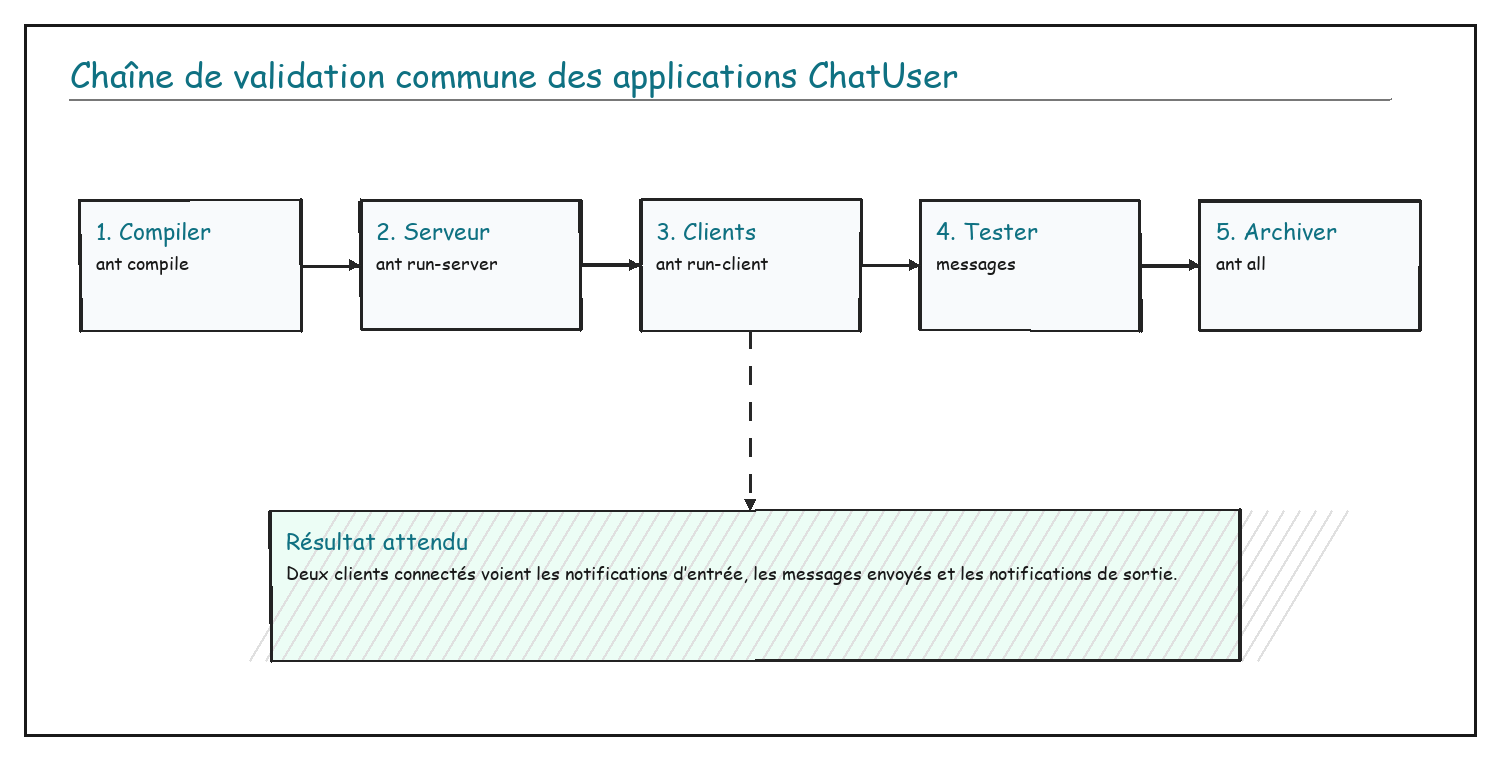 Chaîne de validation commune des applications ChatUser
1. Compiler
ant compile
2. Serveur
ant run-server
3. Clients
ant run-client
4. Tester
messages
5. Archiver
ant all
Résultat attendu
Deux clients connectés voient les notifications d’entrée, les messages envoyés et les notifications de sortie.